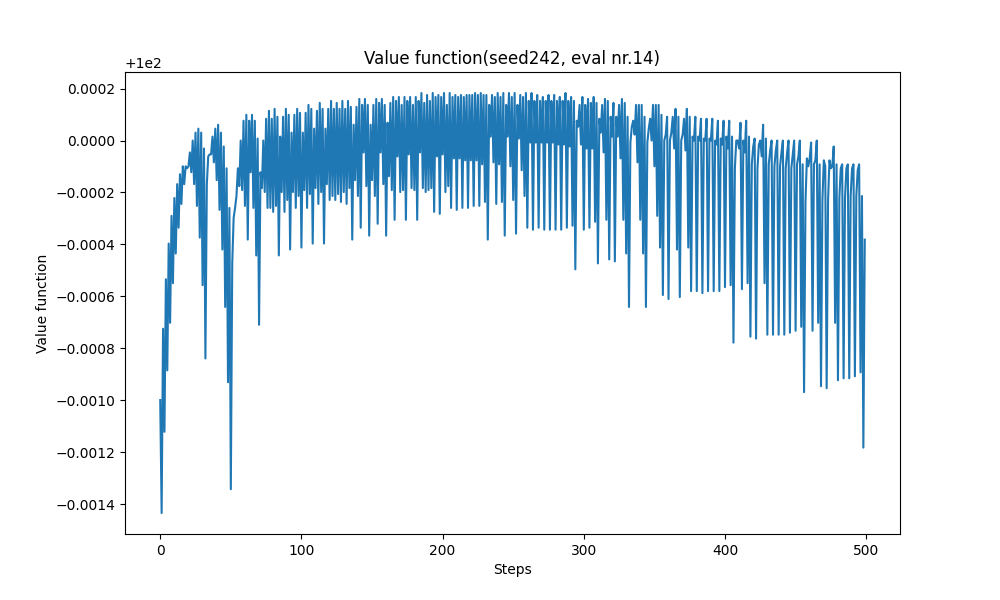 Value function(seed242, eval nr.14)
+1e2
0.0002
0.0000
−0.0002
−0.0004
−0.0006
−0.0008
−0.0010
−0.0012
−0.0014
Value function
0 100 200 300 400 500
Steps